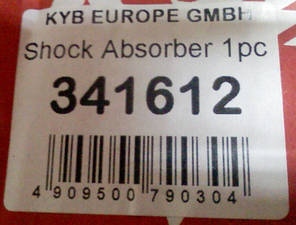 KYB EUROPE GMBH
Shock Absorber 1pc
341612
4 909500 790304